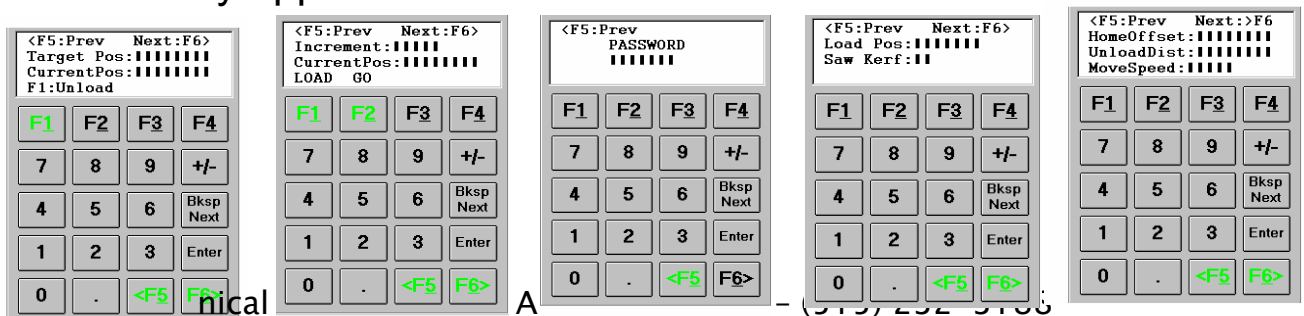 <F5:Prev Next:F6>
Target Pos:
CurrentPos:
F1:Unload
F1 F2 F3 F4
7 8 9 +/-
4 5 6 Bksp Next
1 2 3 Enter
0 . <F5 F6>
<F5:Prev Next:F6>
Increment:
CurrentPos:
LOAD GO
F1 F2 F3 F4
7 8 9 +/-
4 5 6 Bksp Next
1 2 3 Enter
0 . <F5 F6>
<F5:Prev
PASSWORD
F1 F2 F3 F4
7 8 9 +/-
4 5 6 Bksp Next
1 2 3 Enter
0 . <F5 F6>
<F5:Prev Next:F6>
Load Pos:
Saw Kerf:
F1 F2 F3 F4
7 8 9 +/-
4 5 6 Bksp Next
1 2 3 Enter
0 . <F5 F6>
<F5:Prev Next:>F6
HomeOffset:
UnloadDist:
MoveSpeed:
F1 F2 F3 F4
7 8 9 +/-
4 5 6 Bksp Next
1 2 3 Enter
0 . <F5 F6>
nical A –